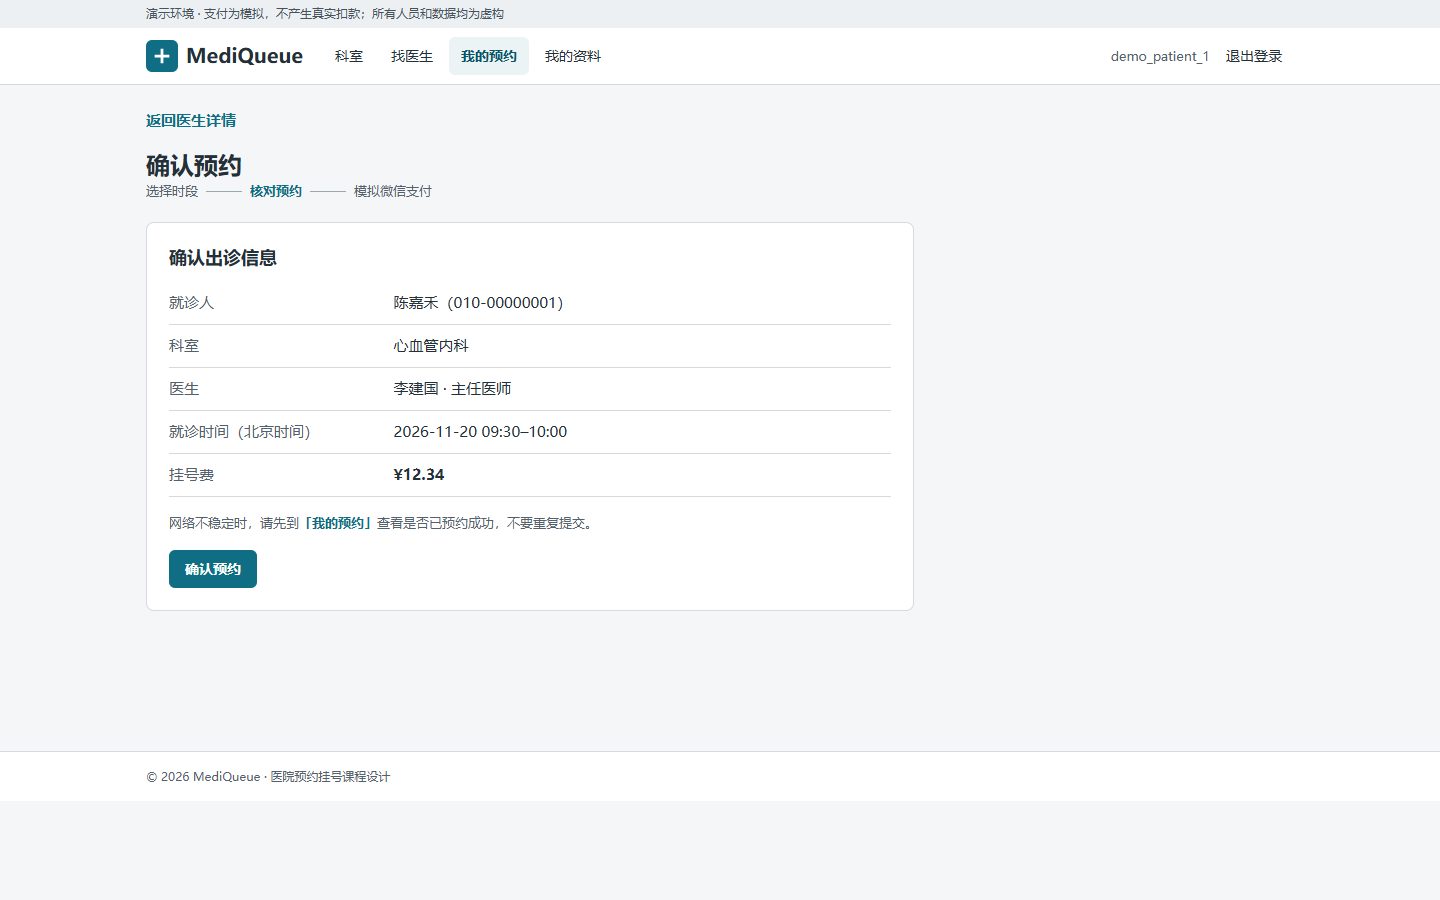 演示环境 · 支付为模拟，不产生真实扣款；所有人员和数据均为虚构
MediQueue 科室 找医生 我的预约 我的资料 demo_patient_1 退出登录
返回医生详情
确认预约
选择时段 核对预约 模拟微信支付
确认出诊信息
就诊人 陈嘉禾（010-00000001）
科室 心血管内科
医生 李建国 · 主任医师
就诊时间（北京时间） 2026-11-20 09:30–10:00
挂号费 ¥12.34
网络不稳定时，请先到「我的预约」查看是否已预约成功，不要重复提交。
确认预约
© 2026 MediQueue · 医院预约挂号课程设计